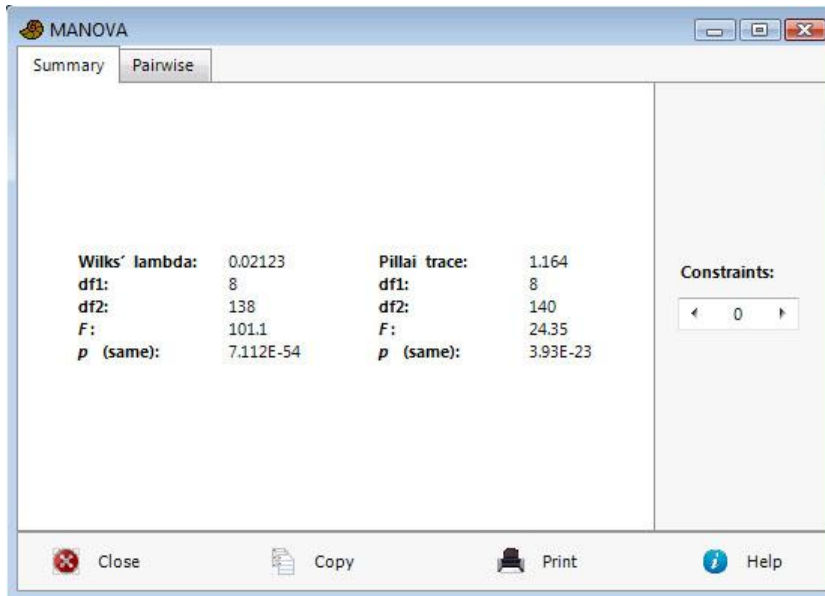 MANOVA
Summary Pairwise
Wilks´ lambda: 0.02123 Pillai trace: 1.164
df1: 8 df1: 8
df2: 138 df2: 140
F: 101.1 F: 24.35
p (same): 7.112E-54 p (same): 3.93E-23
Constraints:
0
Close Copy Print Help